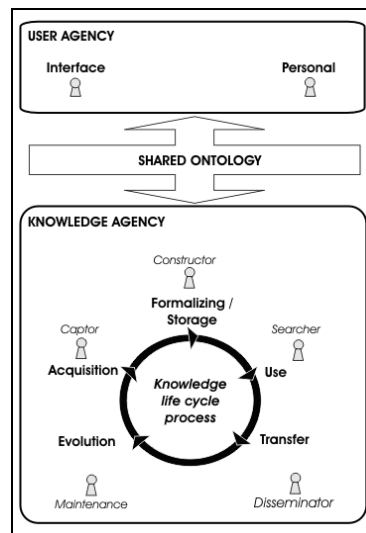 USER AGENCY
Interface
Personal
SHARED ONTOLOGY
KNOWLEDGE AGENCY
Constructor
Formalizing /
Storage
Captor
Searcher
Acquisition
Use
Knowledge
life cycle
process
Evolution
Transfer
Maintenance
Disseminator